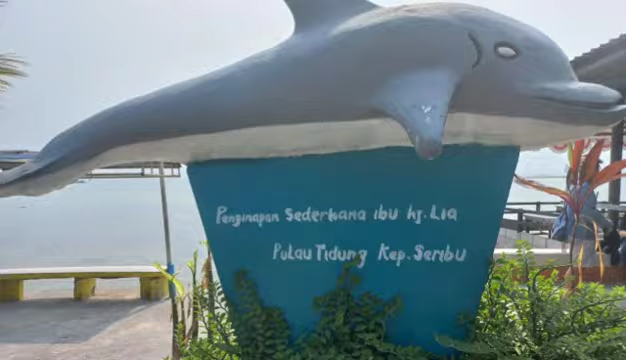 Penginapan Sederhana ibu hj. Lia
Pulau Tidung Kep. Seribu